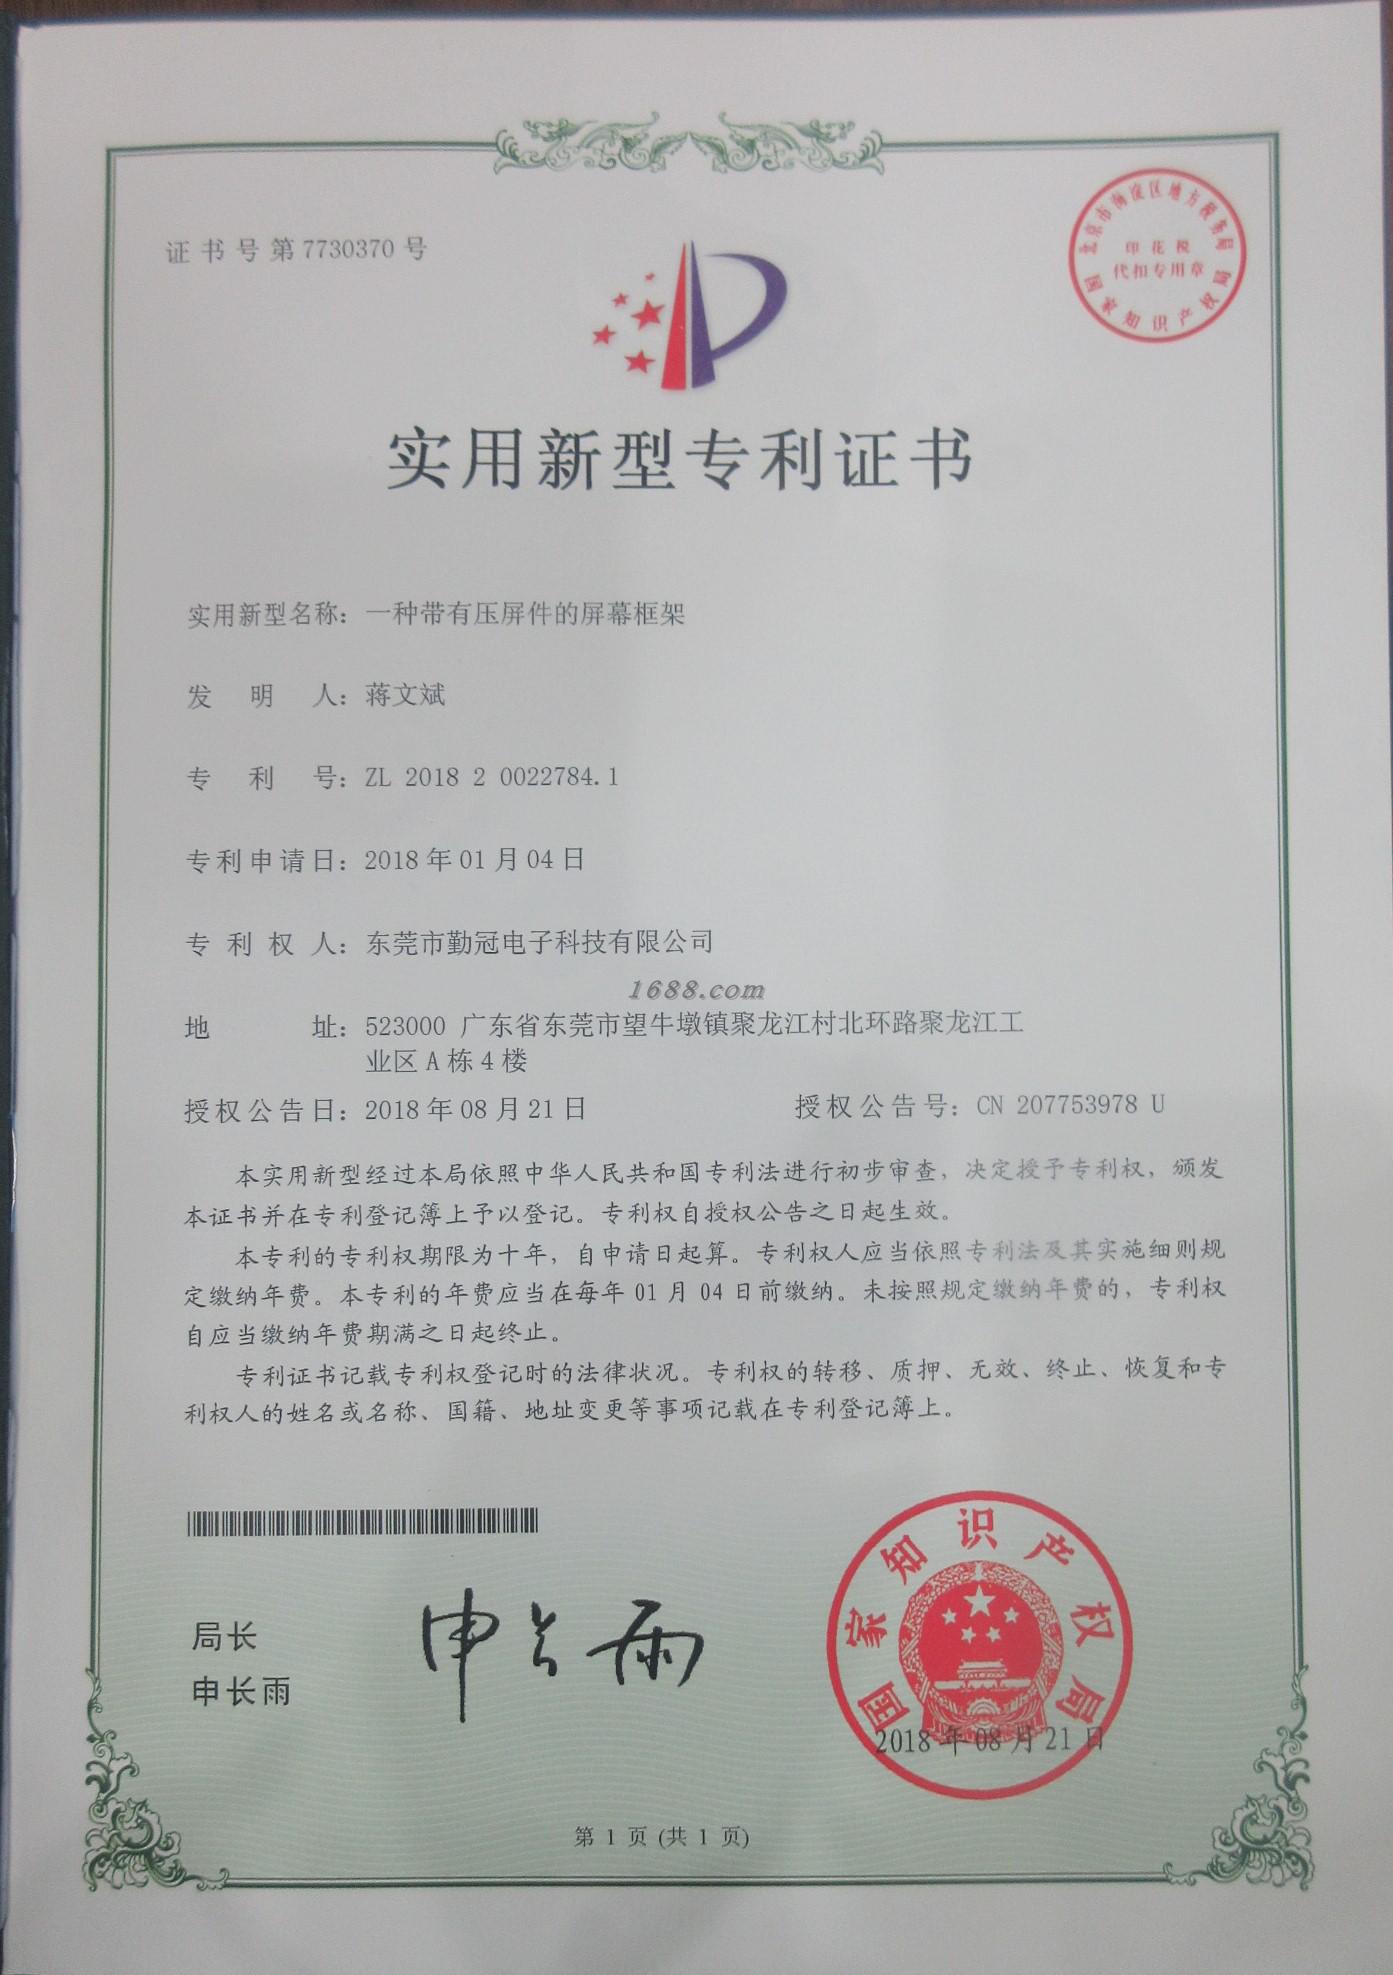 证书号第7730370号
北京市海淀区地方税务局
印花税
代扣专用章
国家知识产权局
实用新型专利证书
实用新型名称：一种带有压屏件的屏幕框架
发明人：蒋文斌
专利号：ZL 2018 2 0022784.1
专利申请日：2018年01月04日
专利权人：东莞市勤冠电子科技有限公司
1688.com
地址：523000 广东省东莞市望牛墩镇聚龙江村北环路聚龙江工
业区A栋4楼
授权公告日：2018年08月21日 授权公告号：CN 207753978 U
本实用新型经过本局依照中华人民共和国专利法进行初步审查，决定授予专利权，颁发
本证书并在专利登记簿上予以登记。专利权自授权公告之日起生效。
本专利的专利权期限为十年，自申请日起算。专利权人应当依照专利法及其实施细则规
定缴纳年费。本专利的年费应当在每年01月04日前缴纳。未按照规定缴纳年费的，专利权
自应当缴纳年费期满之日起终止。
专利证书记载专利权登记时的法律状况。专利权的转移、质押、无效、终止、恢复和专
利权人的姓名或名称、国籍、地址变更等事项记载在专利登记簿上。
局长
申长雨
申长雨
国家知识产权局
2018年08月21日
第 1 页 (共 1 页)